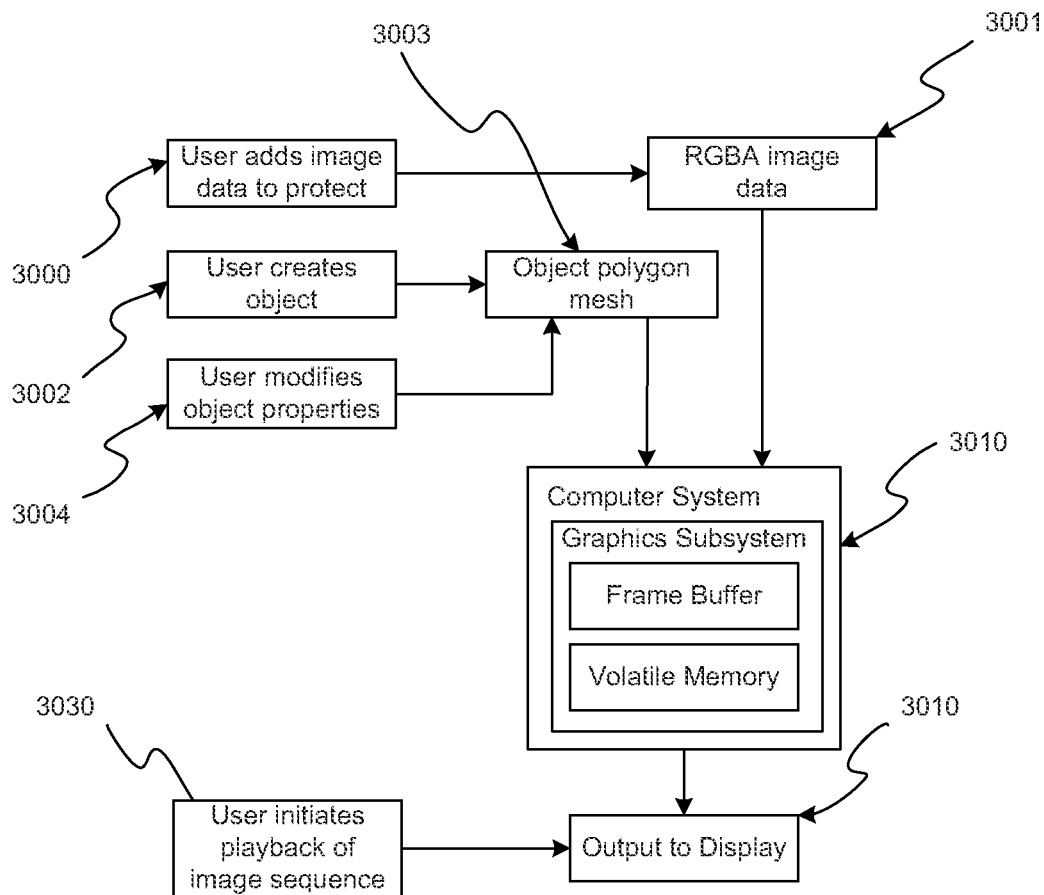 3003
3001
User adds image
data to protect
RGBA image
data
3000
User creates
object
Object polygon
mesh
3002
User modifies
object properties
3004
3010
Computer System
Graphics Subsystem
Frame Buffer
Volatile Memory
3030
3010
User initiates
playback of
image sequence
Output to Display